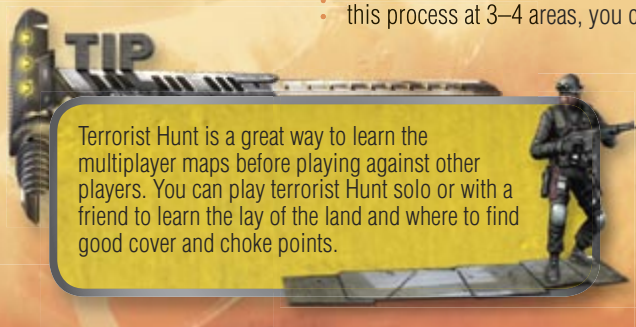 this process at 3–4 areas, you
TIP
Terrorist Hunt is a great way to learn the
multiplayer maps before playing against other
players. You can play terrorist Hunt solo or with a
friend to learn the lay of the land and where to find
good cover and choke points.